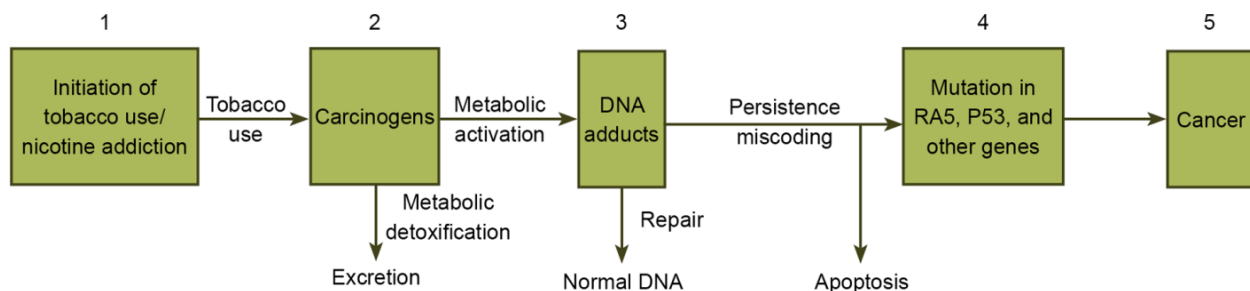 1
2
3
4
5
Initiation of
tobacco use/
nicotine addiction
Tobacco
use
Carcinogens
Metabolic
activation
DNA
adducts
Persistence
miscoding
Mutation in
RA5, P53, and
other genes
Cancer
Metabolic
detoxification
Repair
Excretion
Normal DNA
Apoptosis